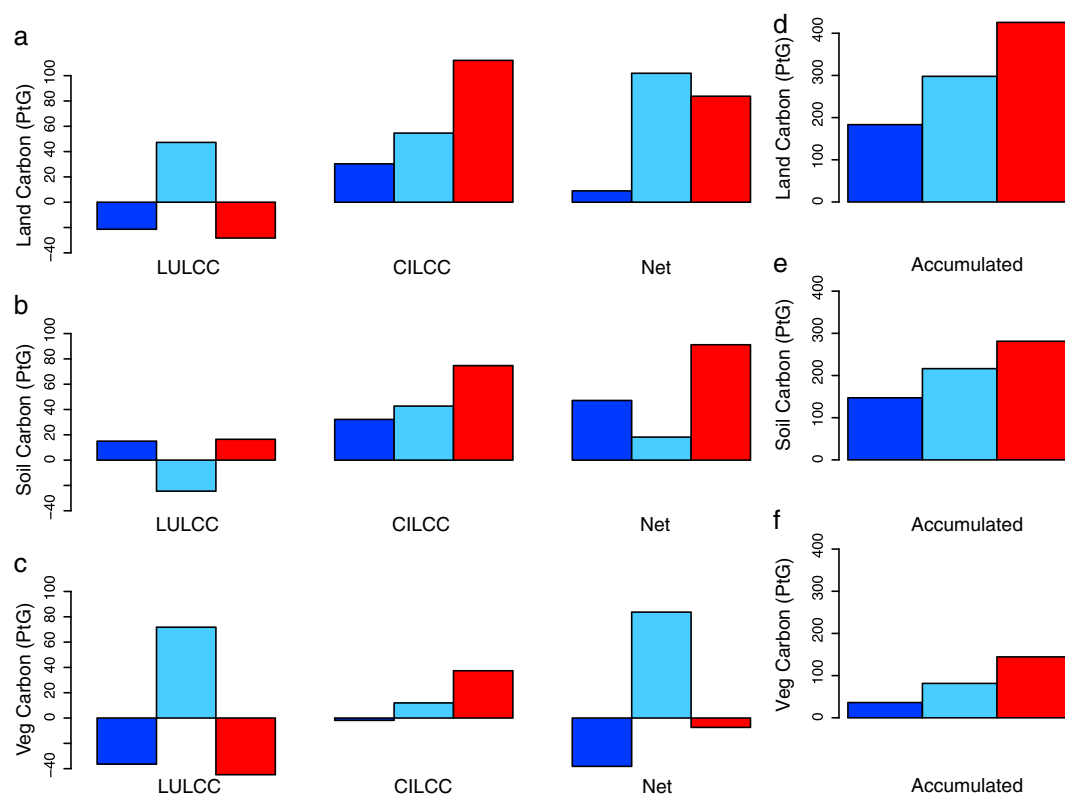 a
Land Carbon (PtG)
−40
0
20
40
60
80
100
LULCC
CILCC
Net
d
Land Carbon (PtG)
0
100
200
300
400
Accumulated
b
Soil Carbon (PtG)
−40
0
20
40
60
80
100
LULCC
CILCC
Net
e
Soil Carbon (PtG)
0
100
200
300
400
Accumulated
c
Veg Carbon (PtG)
−40
0
20
40
60
80
100
LULCC
CILCC
Net
f
Veg Carbon (PtG)
0
100
200
300
400
Accumulated